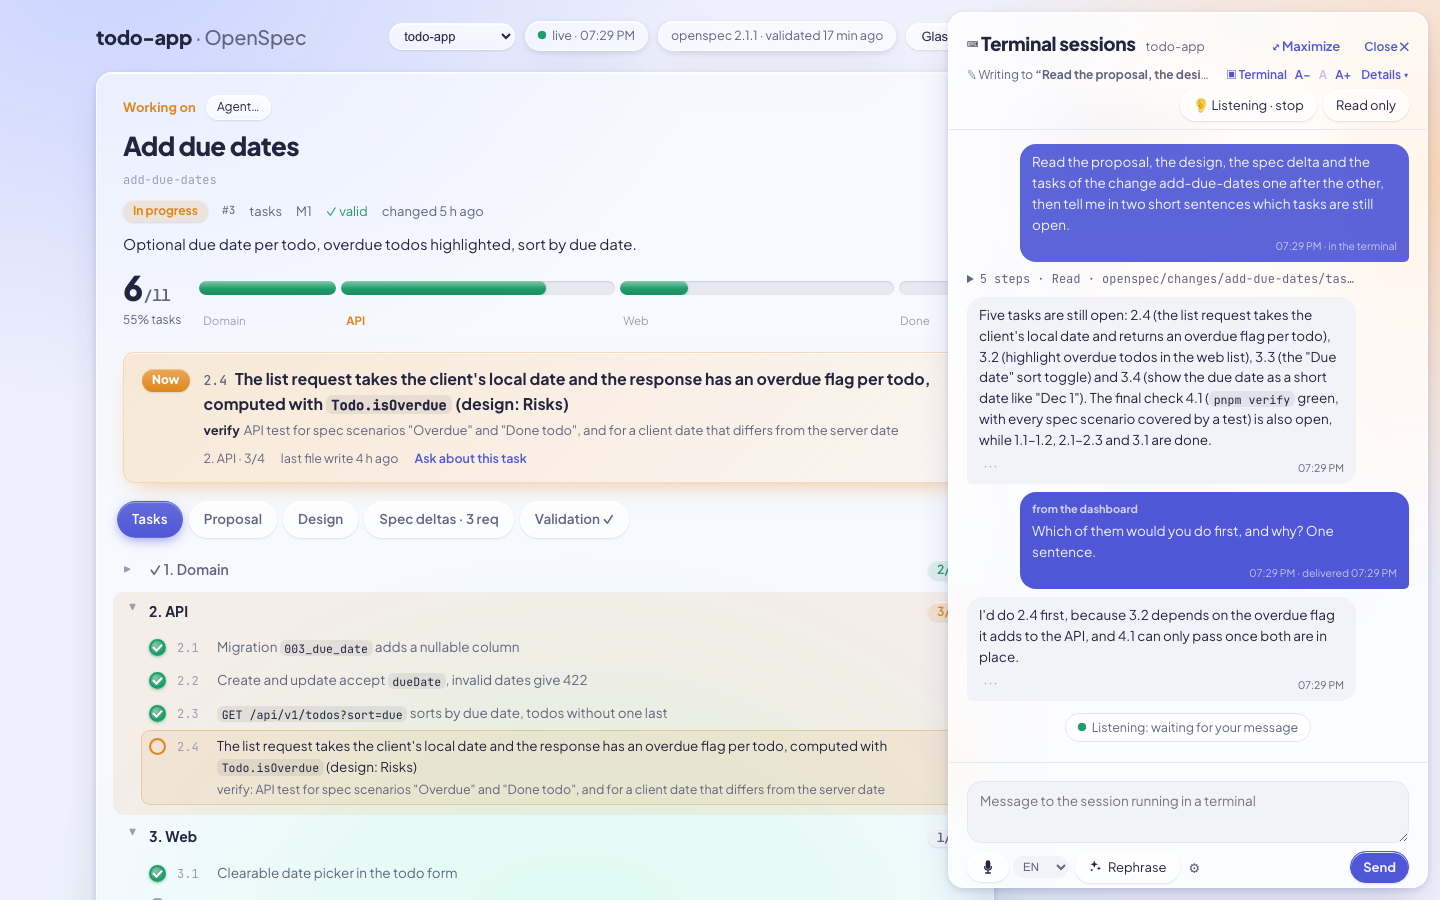 todo-app · OpenSpec
todo-app
live · 07:29 PM
openspec 2.1.1 · validated 17 min ago
Working on
Agent…
Add due dates
add-due-dates
In progress #3 tasks M1 ✓ valid changed 5 h ago
Optional due date per todo, overdue todos highlighted, sort by due date.
6/11
55% tasks
Domain
API
Web
Done
Now
2.4 The list request takes the client's local date and the response has an overdue flag per todo,
computed with Todo.isOverdue (design: Risks)
verify API test for spec scenarios "Overdue" and "Done todo", and for a client date that differs from the server date
2. API · 3/4 last file write 4 h ago Ask about this task
Tasks
Proposal
Design
Spec deltas · 3 req
Validation ✓
▶ ✓ 1. Domain
▼ 2. API
2.1 Migration 003_due_date adds a nullable column
2.2 Create and update accept dueDate, invalid dates give 422
2.3 GET /api/v1/todos?sort=due sorts by due date, todos without one last
2.4 The list request takes the client's local date and the response has an overdue flag per todo, computed with
Todo.isOverdue (design: Risks)
verify: API test for spec scenarios "Overdue" and "Done todo", and for a client date that differs from the server date
▼ 3. Web
3.1 Clearable date picker in the todo form
Terminal sessions todo-app
Maximize
Close ✕
Writing to “Read the proposal, the desi…
Terminal A− A A+ Details ▾
Listening · stop
Read only
Read the proposal, the design, the spec delta and the
tasks of the change add-due-dates one after the other,
then tell me in two short sentences which tasks are still
open.
07:29 PM · in the terminal
▶ 5 steps · Read · openspec/changes/add-due-dates/tas…
Five tasks are still open: 2.4 (the list request takes the
client's local date and returns an overdue flag per todo),
3.2 (highlight overdue todos in the web list), 3.3 (the "Due
date" sort toggle) and 3.4 (show the due date as a short
date like "Dec 1"). The final check 4.1 (pnpm verify green,
with every spec scenario covered by a test) is also open,
while 1.1–1.2, 2.1–2.3 and 3.1 are done.
···
07:29 PM
from the dashboard
Which of them would you do first, and why? One
sentence.
07:29 PM · delivered 07:29 PM
I'd do 2.4 first, because 3.2 depends on the overdue flag
it adds to the API, and 4.1 can only pass once both are in
place.
···
07:29 PM
Listening: waiting for your message
Message to the session running in a terminal
EN
Rephrase
Send